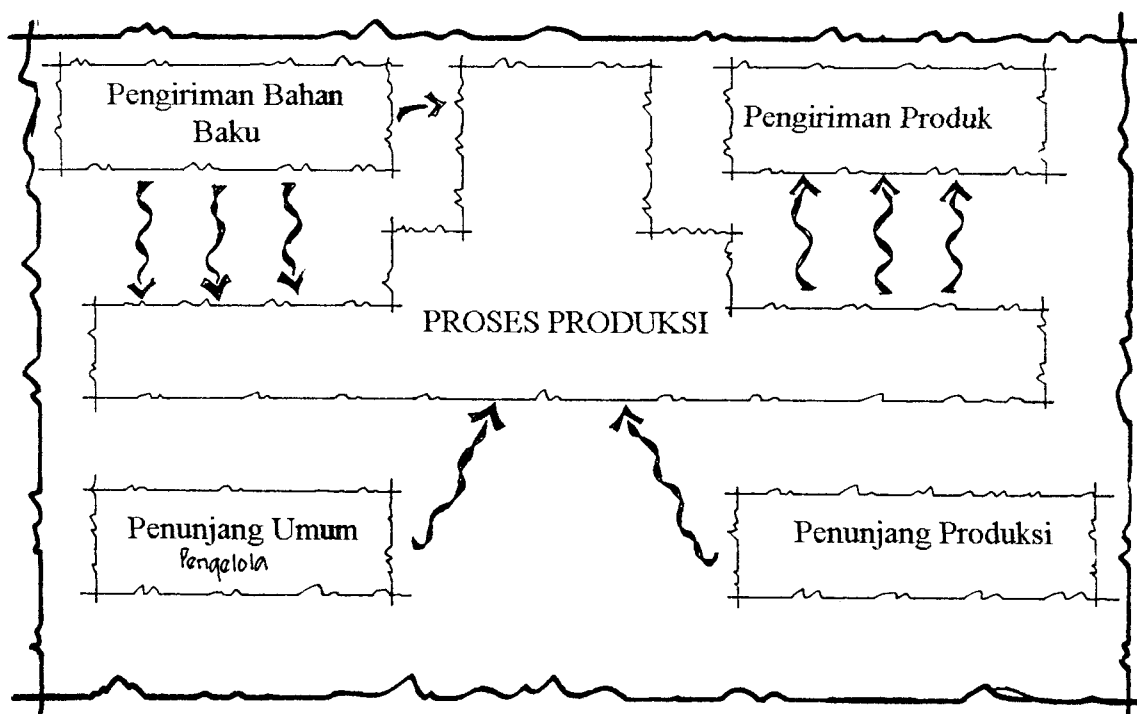 Pengiriman Bahan
Baku
Pengiriman Produk
PROSES PRODUKSI
Penunjang Umum
Pengelola
Penunjang Produksi